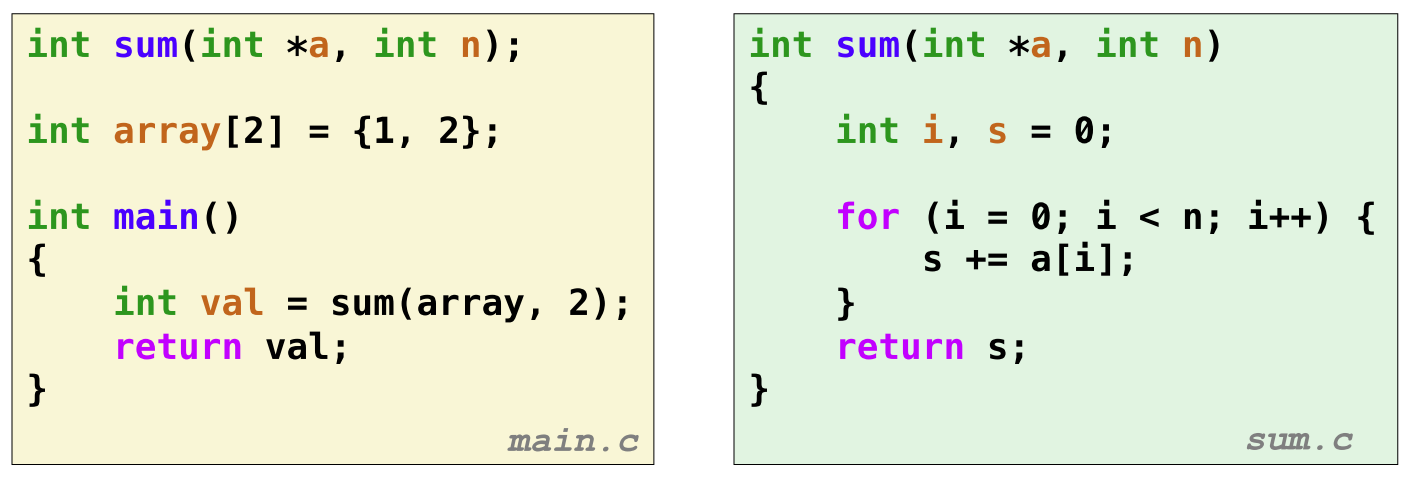 int sum(int *a, int n);

int array[2] = {1, 2};

int main()
{
    int val = sum(array, 2);
    return val;
}
main.c
int sum(int *a, int n)
{
    int i, s = 0;

    for (i = 0; i < n; i++) {
        s += a[i];
    }
    return s;
}
sum.c